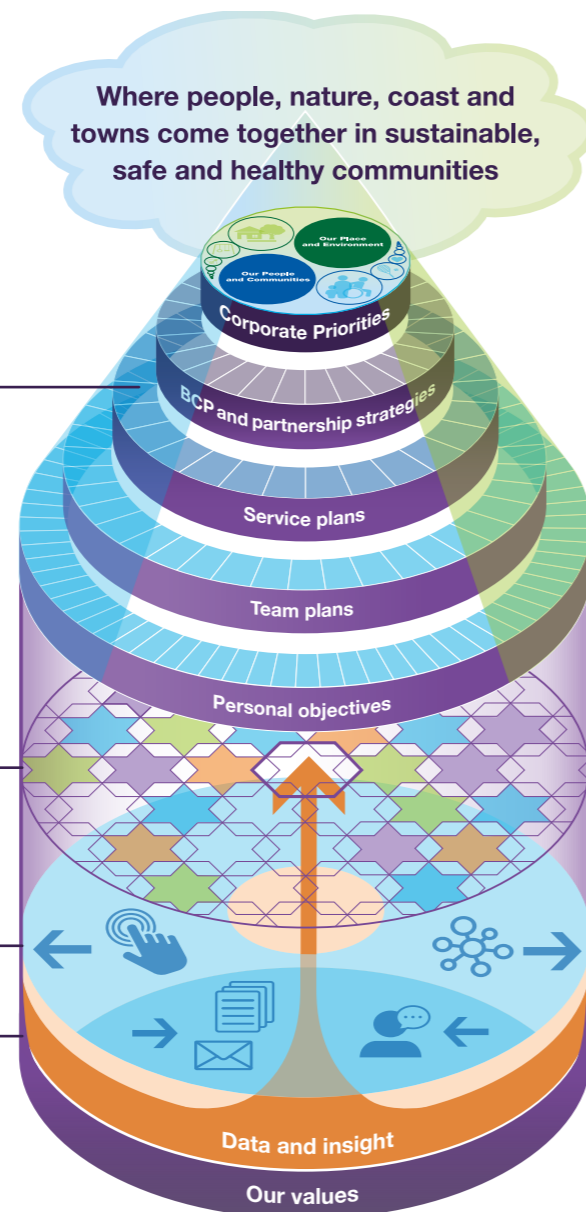 Where people, nature, coast and
towns come together in sustainable,
safe and healthy communities
Our Place
and Environment
Our People
and Communities
Corporate Priorities
BCP and partnership strategies
Service plans
Team plans
Personal objectives
Data and insight
Our values